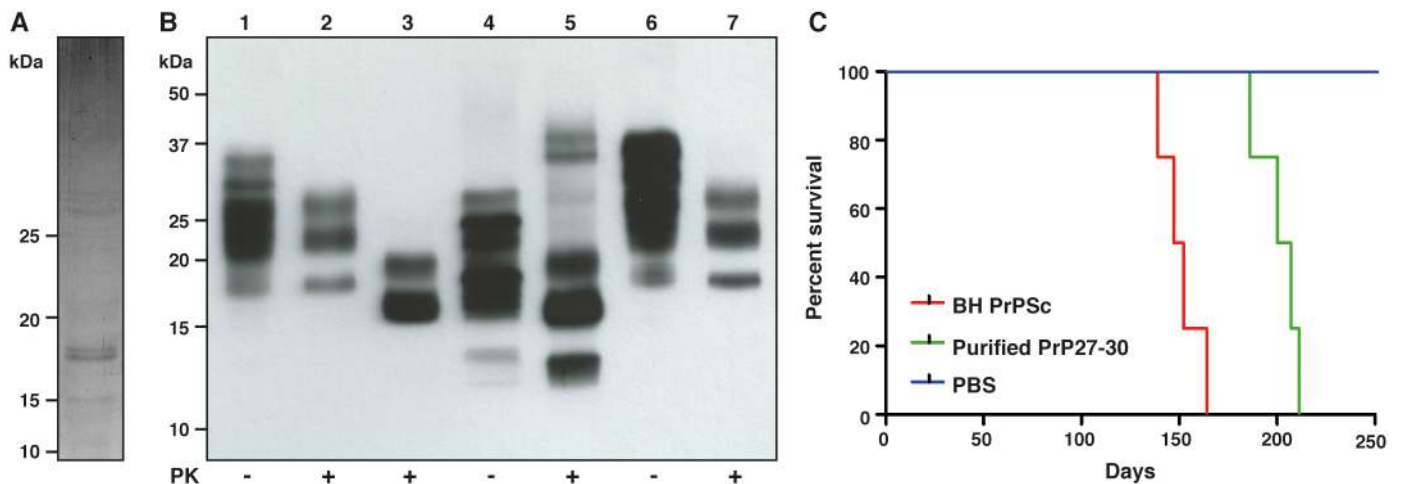 A
kDa
25
20
15
10
B
1 2 3 4 5 6 7
kDa
50
37
25
20
15
10
PK - + + - + - +
C
Percent survival
100
80
60
40
20
0
BH PrPSc
Purified PrP27-30
PBS
0 50 100 150 200 250
Days